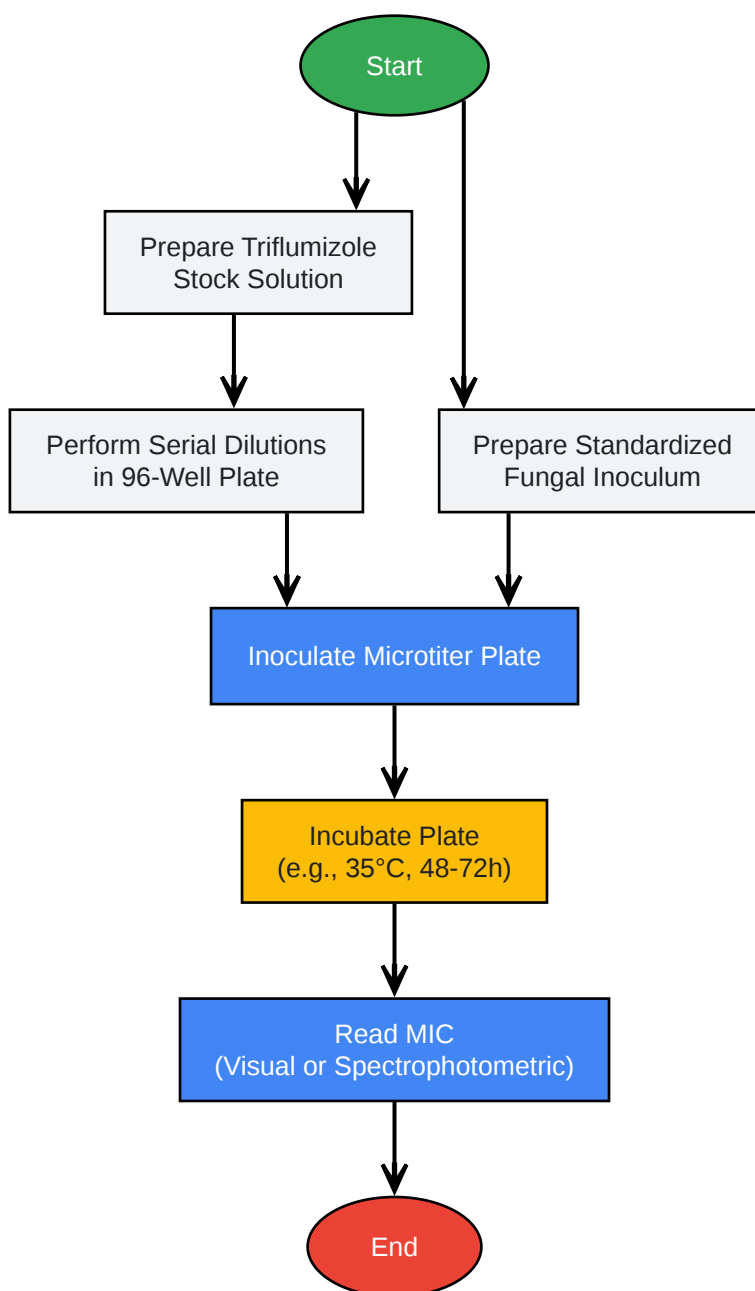 Start
Prepare Triflumizole
Stock Solution
Perform Serial Dilutions
in 96-Well Plate
Prepare Standardized
Fungal Inoculum
Inoculate Microtiter Plate
Incubate Plate
(e.g., 35°C, 48-72h)
Read MIC
(Visual or Spectrophotometric)
End